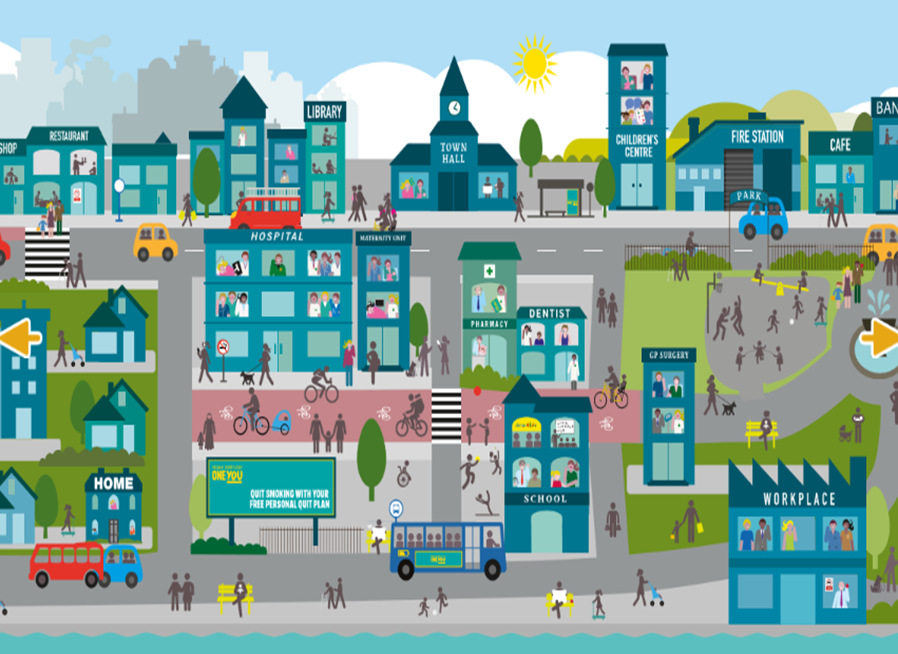 LIBRARY
RESTAURANT
SHOP
TOWN
HALL
CHILDREN'S
CENTRE
FIRE STATION
CAFE
BAN
PARK
HOSPITAL
MATERNITY UNIT
PHARMACY
DENTIST
GP SURGERY
ONE YOU
QUIT SMOKING WITH YOUR
FREE PERSONAL QUIT PLAN
HOME
SCHOOL
WORKPLACE